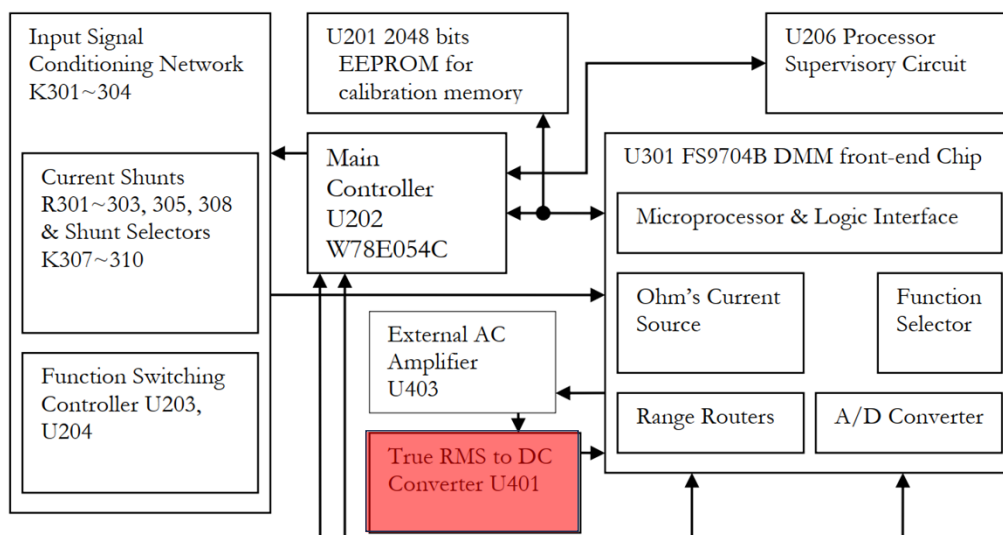 Input Signal
Conditioning Network
K301~304
Current Shunts
R301~303, 305, 308
& Shunt Selectors
K307~310
Function Switching
Controller U203,
U204
U201 2048 bits
EEPROM for
calibration memory
Main
Controller
U202
W78E054C
External AC
Amplifier
U403
True RMS to DC
Converter U401
U206 Processor
Supervisory Circuit
U301 FS9704B DMM front-end Chip
Microprocessor & Logic Interface
Ohm's Current
Source
Function
Selector
Range Routers
A/D Converter